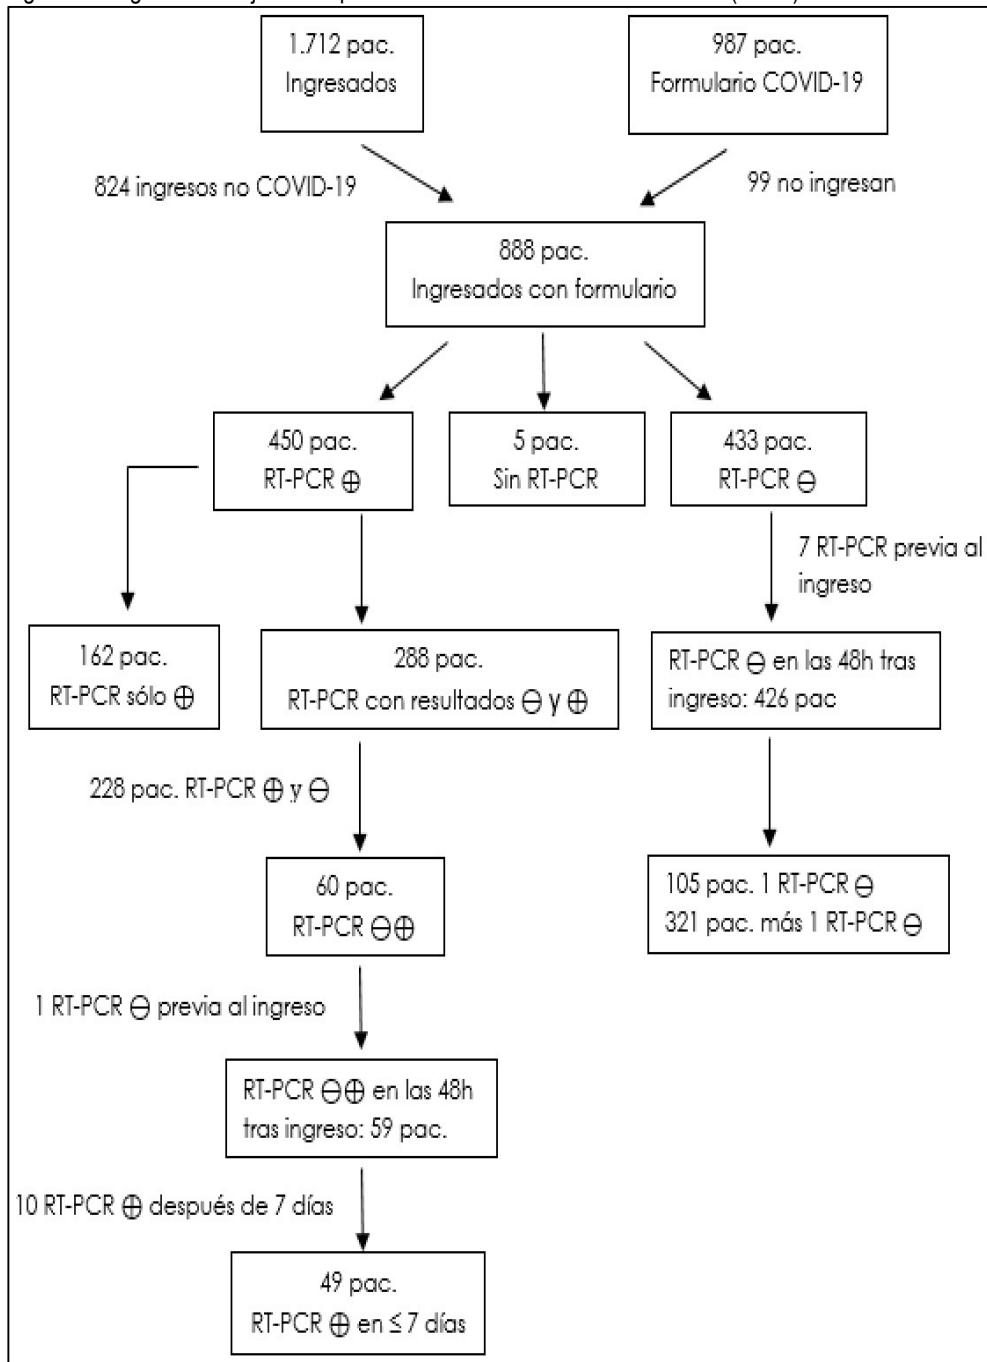 1.712 pac.
Ingresados
987 pac.
Formulario COVID-19
824 ingresos no COVID-19
99 no ingresan
888 pac.
Ingresados con formulario
450 pac.
RT-PCR ⊕
5 pac.
Sin RT-PCR
433 pac.
RT-PCR ⊖
7 RT-PCR previa al
ingreso
162 pac.
RT-PCR sólo ⊕
288 pac.
RT-PCR con resultados ⊖ y ⊕
RT-PCR ⊖ en las 48h tras
ingreso: 426 pac
228 pac. RT-PCR ⊕ y ⊖
60 pac.
RT-PCR ⊖⊕
105 pac. 1 RT-PCR ⊖
321 pac. más 1 RT-PCR ⊖
1 RT-PCR ⊖ previa al ingreso
RT-PCR ⊖⊕ en las 48h
tras ingreso: 59 pac.
10 RT-PCR ⊕ después de 7 días
49 pac.
RT-PCR ⊕ en ≤ 7 días